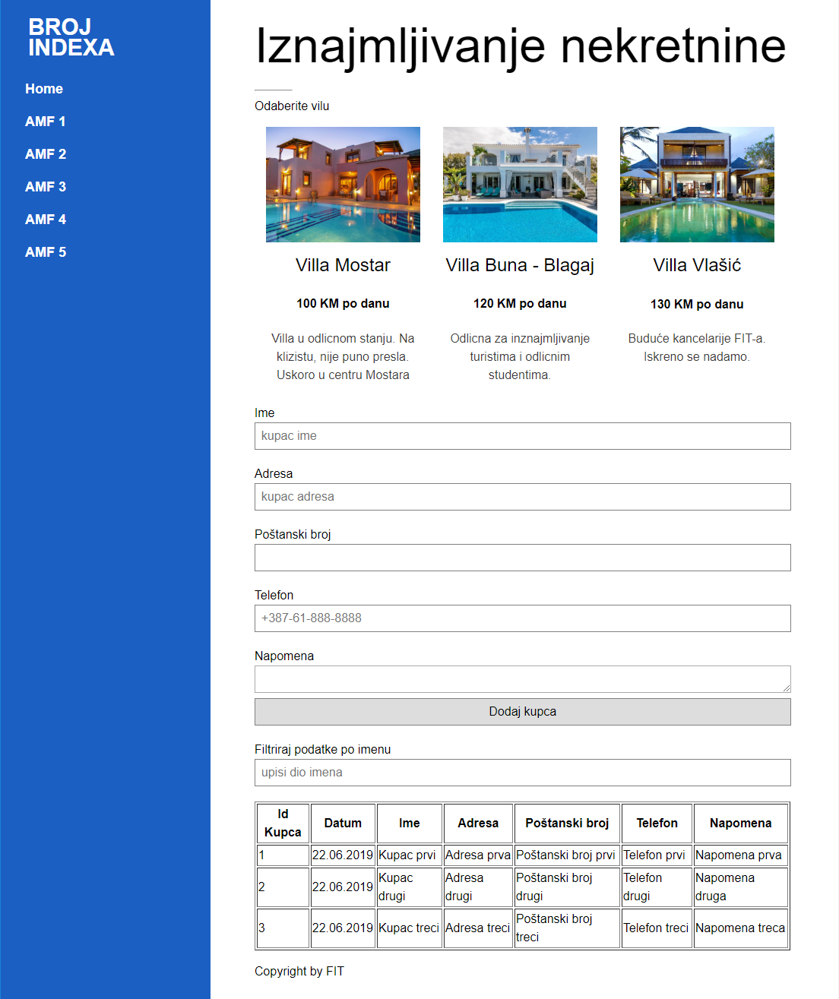 BROJ
INDEXA
Home
AMF 1
AMF 2
AMF 3
AMF 4
AMF 5
Iznajmljivanje nekretnine
Odaberite vilu
Villa Mostar
100 KM po danu
Villa u odlicnom stanju. Na
klizistu, nije puno presla.
Uskoro u centru Mostara
Villa Buna - Blagaj
120 KM po danu
Odlicna za inznajmljivanje
turistima i odlicnim
studentima.
Villa Vlašić
130 KM po danu
Buduće kancelarije FIT-a.
Iskreno se nadamo.
Ime
kupac ime
Adresa
kupac adresa
Poštanski broj
Telefon
+387-61-888-8888
Napomena
Dodaj kupca
Filtriraj podatke po imenu
upisi dio imena
Id Kupca Datum Ime Adresa Poštanski broj Telefon Napomena
1 22.06.2019 Kupac prvi Adresa prva Poštanski broj prvi Telefon prvi Napomena prva
2 22.06.2019 Kupac drugi Adresa drugi Poštanski broj drugi Telefon drugi Napomena druga
3 22.06.2019 Kupac treci Adresa treci Poštanski broj treci Telefon treci Napomena treca
Copyright by FIT